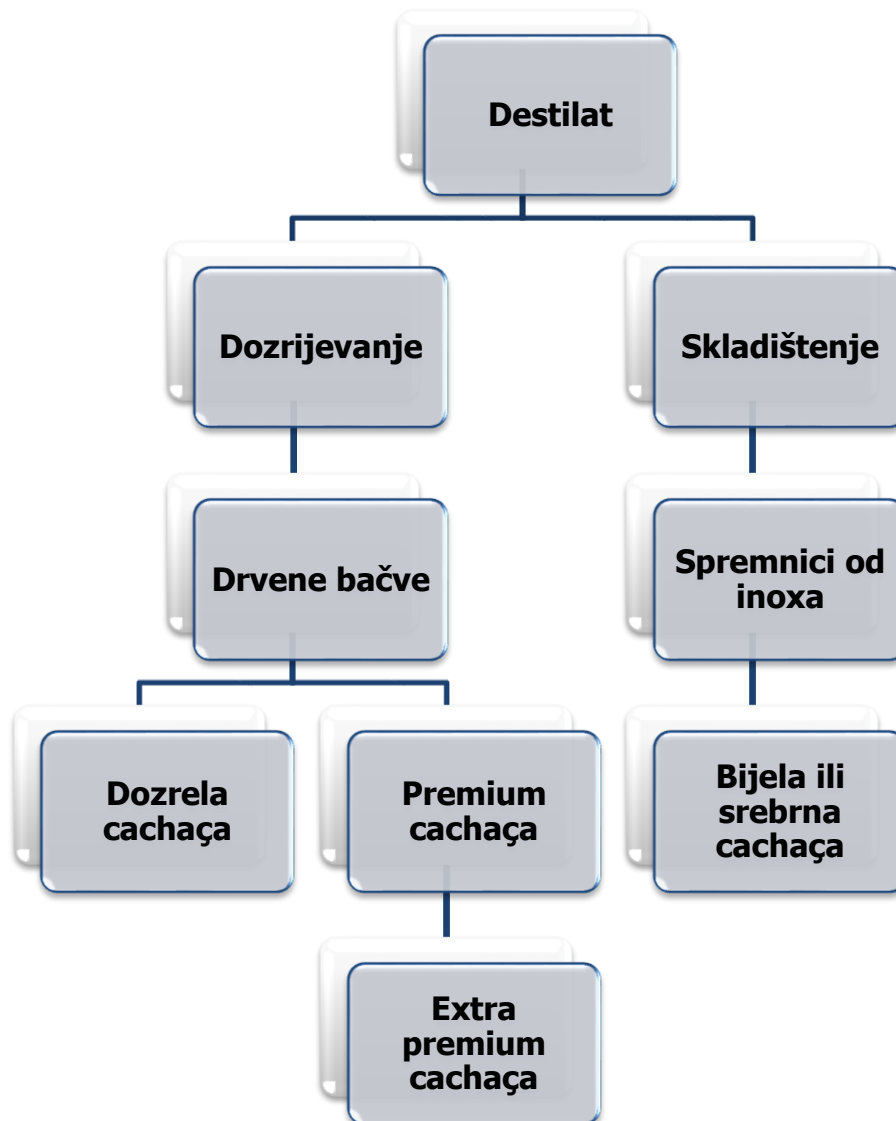 Destilat
Dozrijevanje
Skladištenje
Drvene bačve
Spremnici od
inoxa
Dozrela
cachaça
Premium
cachaça
Bijela ili
srebrna
cachaça
Extra
premium
cachaça